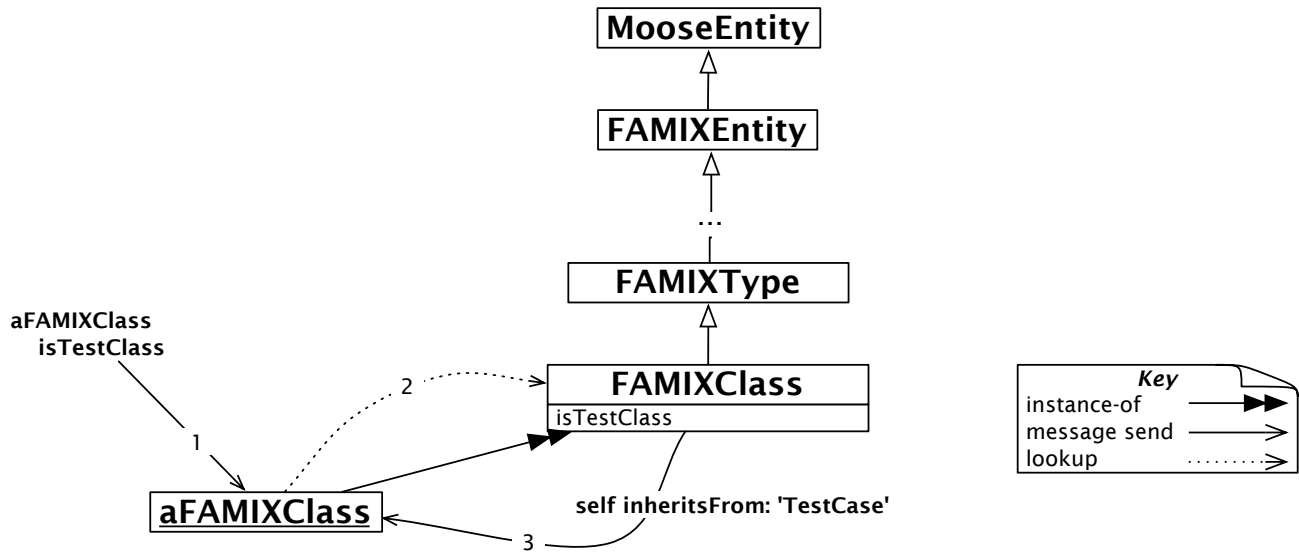 MooseEntity
FAMIXEntity
...
FAMIXType
aFAMIXClass
isTestClass
FAMIXClass
isTestClass
2
1
aFAMIXClass
self inheritsFrom: 'TestCase'
3
Key
instance-of
message send
lookup